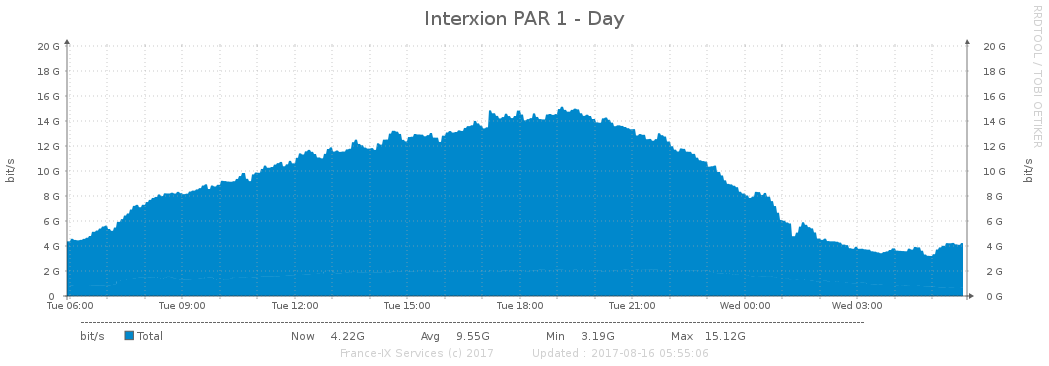 Interxion PAR 1 - Day
RRDTOOL / TOBI OETIKER
20 G 20 G
18 G 18 G
16 G 16 G
14 G 14 G
12 G 12 G
10 G 10 G
8 G 8 G
6 G 6 G
4 G 4 G
2 G 2 G
0 0 G
bit/s
bit/s
Tue 06:00 Tue 09:00 Tue 12:00 Tue 15:00 Tue 18:00 Tue 21:00 Wed 00:00 Wed 03:00
bit/s Total Now 4.22G Avg 9.55G Min 3.19G Max 15.12G
France-IX Services (c) 2017 Updated : 2017-08-16 05:55:06